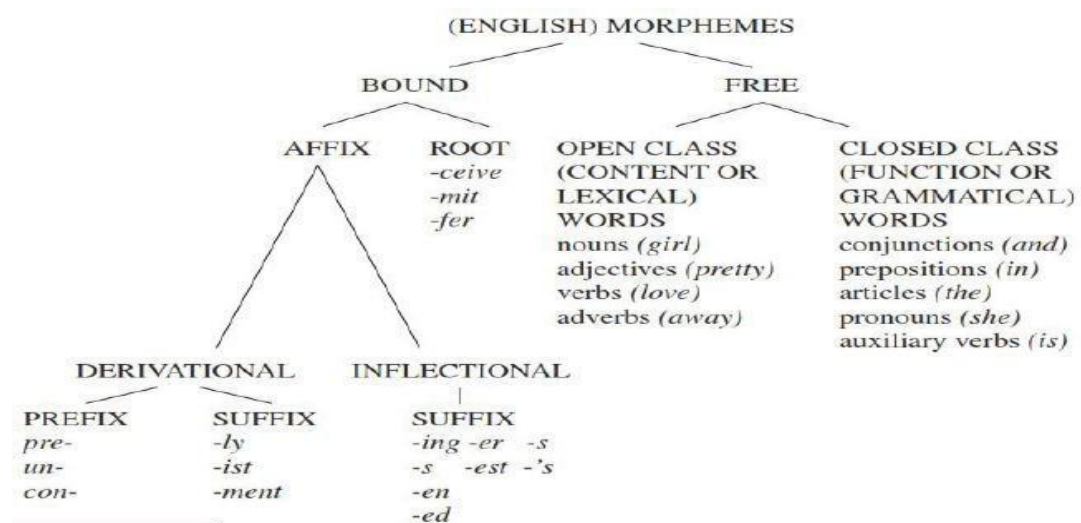 (ENGLISH) MORPHEMES
BOUND FREE
AFFIX ROOT OPEN CLASS CLOSED CLASS
-ceive (CONTENT OR (FUNCTION OR
-mit LEXICAL) GRAMMATICAL)
-fer WORDS WORDS
nouns (girl) conjunctions (and)
adjectives (pretty) prepositions (in)
verbs (love) articles (the)
adverbs (away) pronouns (she)
auxiliary verbs (is)
DERIVATIONAL INFLECTIONAL
PREFIX SUFFIX SUFFIX
pre- -ly -ing -er -s
un- -ist -s -est -'s
con- -ment -en
-ed